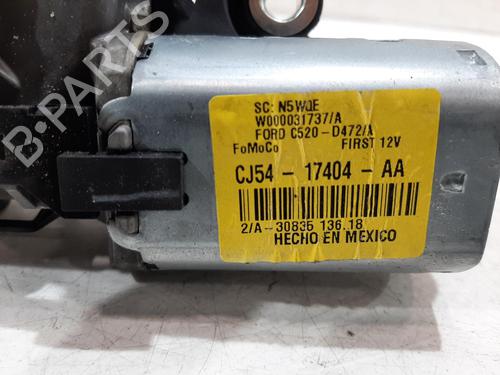 SC: N5WQE
W000031737/A
FORD C520-D472/A
FoMoCo FIRST 12V
CJ54 - 17404 - AA
2/A-30835 136.18
HECHO EN MEXICO